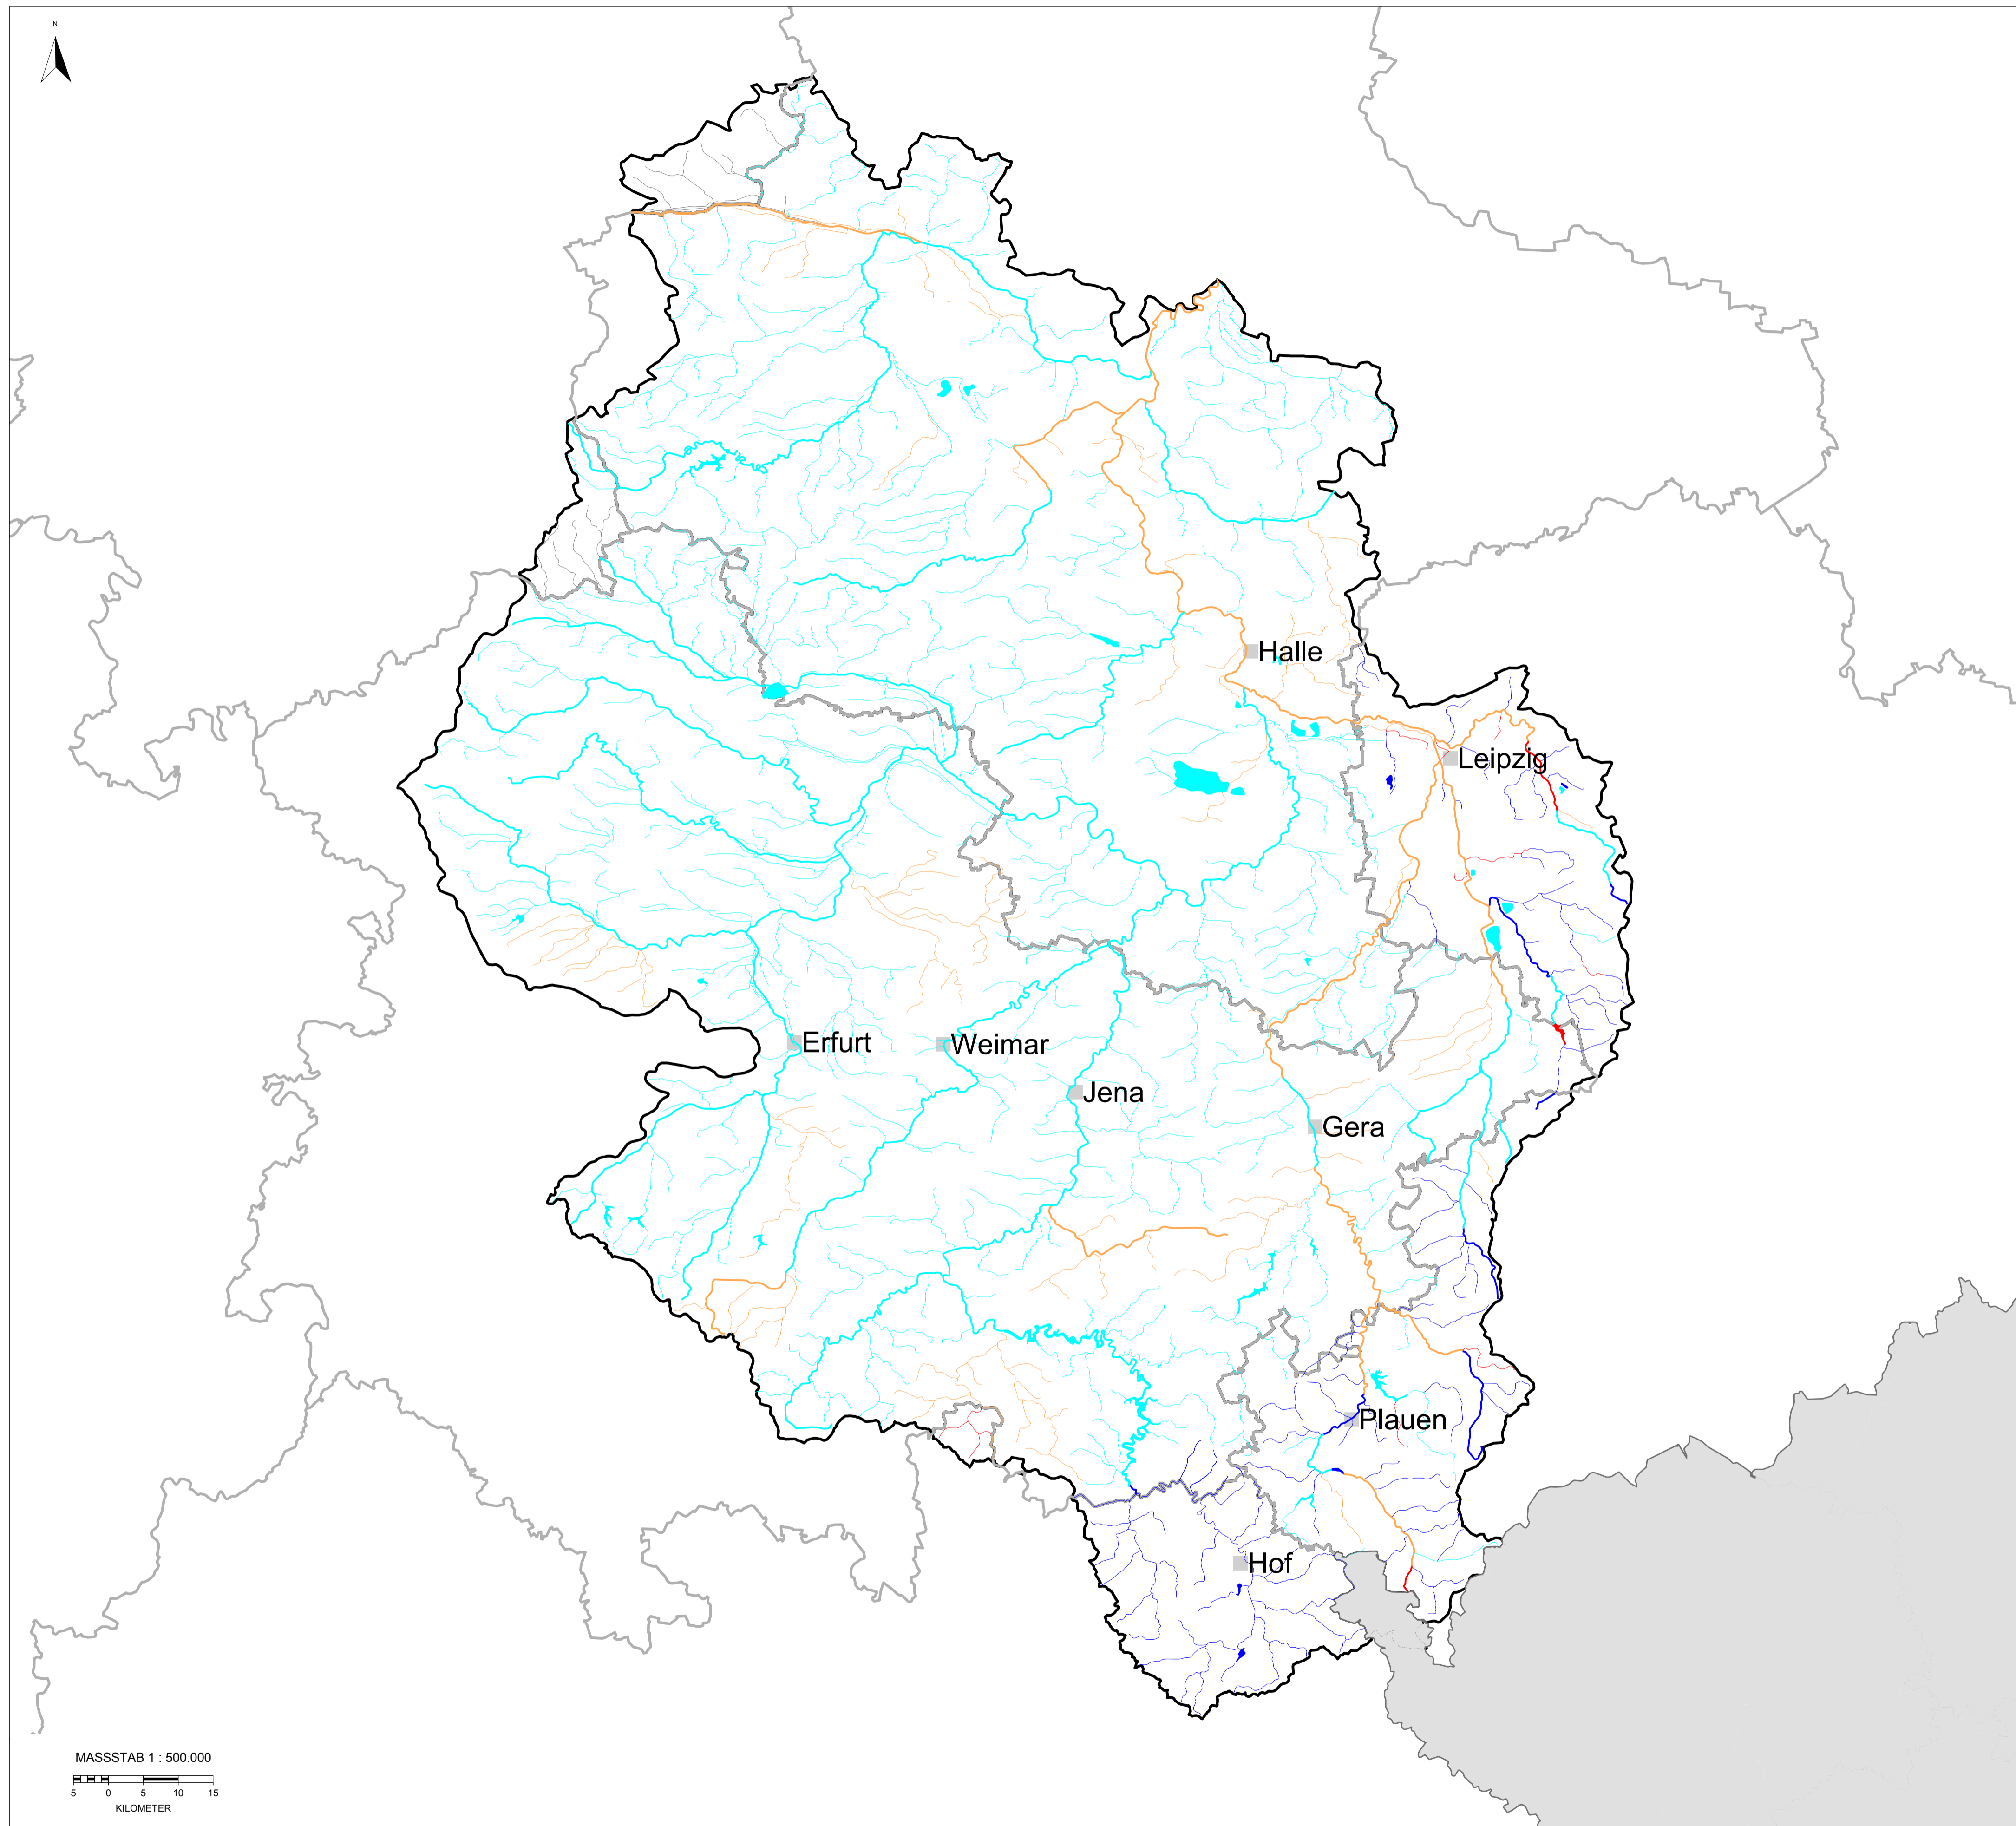 N
Halle
Leipzig
Erfurt
Weimar
Jena
Gera
Plauen
Hof
MASSSTAB 1 : 500.000
5 0 5 10 15
KILOMETER